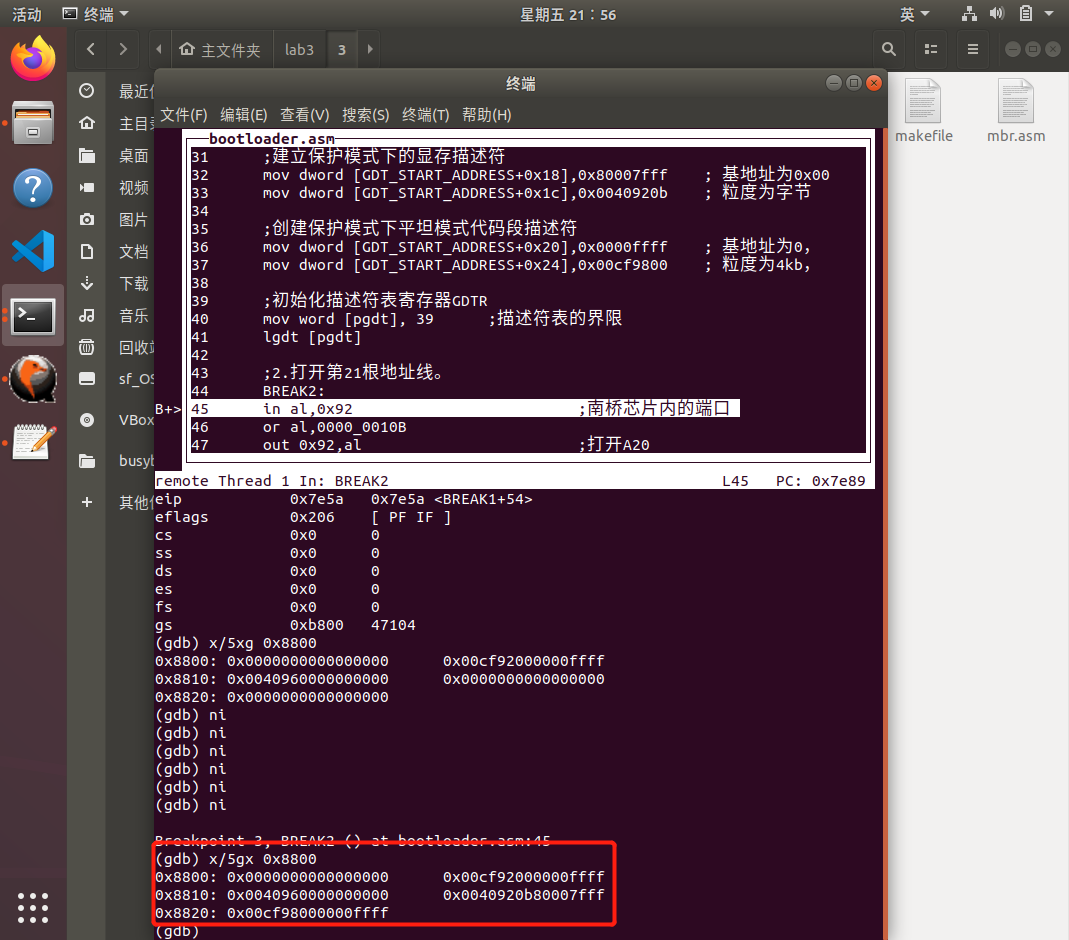 活动 终端 星期五 21：56 英
主文件夹 lab3 3
终端
文件(F) 编辑(E) 查看(V) 搜索(S) 终端(T) 帮助(H)
最近
主目
桌面
视频
图片
文档
下载
音乐
回收
sf_OS
VBox
busyb
其他
makefile mbr.asm
bootloader.asm
31 ;建立保护模式下的显存描述符
32 mov dword [GDT_START_ADDRESS+0x18],0x80007fff ; 基地址为0x00
33 mov dword [GDT_START_ADDRESS+0x1c],0x0040920b ; 粒度为字节
34
35 ;创建保护模式下平坦模式代码段描述符
36 mov dword [GDT_START_ADDRESS+0x20],0x0000ffff ; 基地址为0，
37 mov dword [GDT_START_ADDRESS+0x24],0x00cf9800 ; 粒度为4kb，
38
39 ;初始化描述符表寄存器GDTR
40 mov word [pgdt], 39 ;描述符表的界限
41 lgdt [pgdt]
42
43 ;2.打开第21根地址线。
44 BREAK2:
B+> 45 in al,0x92 ;南桥芯片内的端口
46 or al,0000_0010B
47 out 0x92,al ;打开A20
remote Thread 1 In: BREAK2 L45 PC: 0x7e89
eip 0x7e5a 0x7e5a <BREAK1+54>
eflags 0x206 [ PF IF ]
cs 0x0 0
ss 0x0 0
ds 0x0 0
es 0x0 0
fs 0x0 0
gs 0xb800 47104
(gdb) x/5xg 0x8800
0x8800: 0x0000000000000000 0x00cf92000000ffff
0x8810: 0x0040960000000000 0x0000000000000000
0x8820: 0x0000000000000000
(gdb) ni
(gdb) ni
(gdb) ni
(gdb) ni
(gdb) ni
(gdb) ni
Breakpoint 3, BREAK2 () at bootloader.asm:45
(gdb) x/5gx 0x8800
0x8800: 0x0000000000000000 0x00cf92000000ffff
0x8810: 0x0040960000000000 0x0040920b80007fff
0x8820: 0x00cf98000000ffff
(gdb)